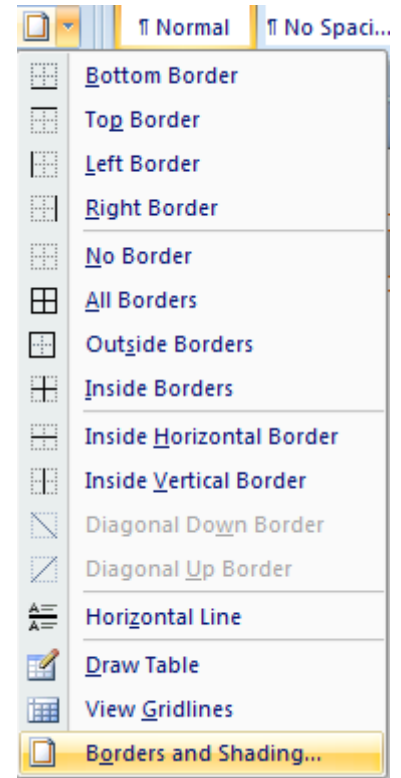 ¶ Normal ¶ No Spaci...
Bottom Border
Top Border
Left Border
Right Border
No Border
All Borders
Outside Borders
Inside Borders
Inside Horizontal Border
Inside Vertical Border
Diagonal Down Border
Diagonal Up Border
Horizontal Line
Draw Table
View Gridlines
Borders and Shading...